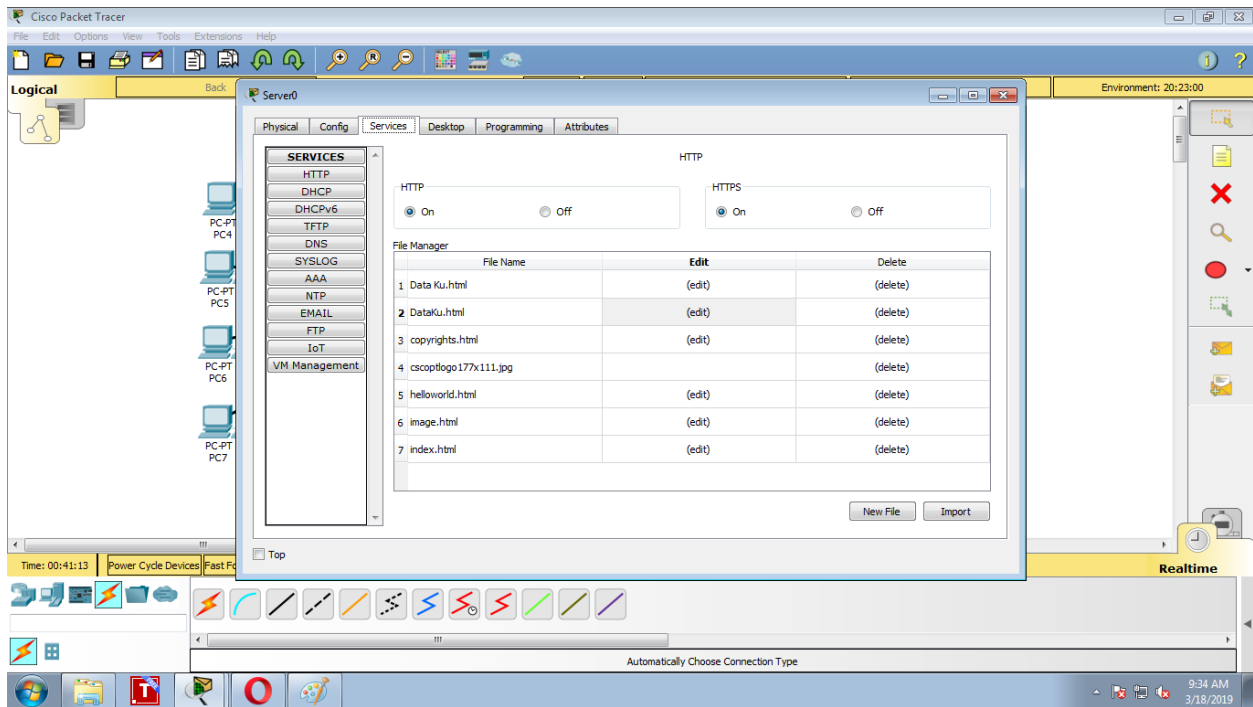 Cisco Packet Tracer
File Edit Options View Tools Extensions Help
Logical
Back
Environment: 20:23:00
Server0
Physical Config Services Desktop Programming Attributes
SERVICES
HTTP
DHCP
DHCPv6
TFTP
DNS
SYSLOG
AAA
NTP
EMAIL
FTP
IoT
VM Management
HTTP
HTTP HTTPS
On Off On Off
File Manager
File Name Edit Delete
1 Data Ku.html (edit) (delete)
2 DataKu.html (edit) (delete)
3 copyrights.html (edit) (delete)
4 cscoptlogo177x111.jpg (delete)
5 helloworld.html (edit) (delete)
6 image.html (edit) (delete)
7 index.html (edit) (delete)
New File Import
Top
PC-PT
PC4
PC-PT
PC5
PC-PT
PC6
PC-PT
PC7
Time: 00:41:13 Power Cycle Devices Fast Fo
Realtime
Automatically Choose Connection Type
9:34 AM
3/18/2019